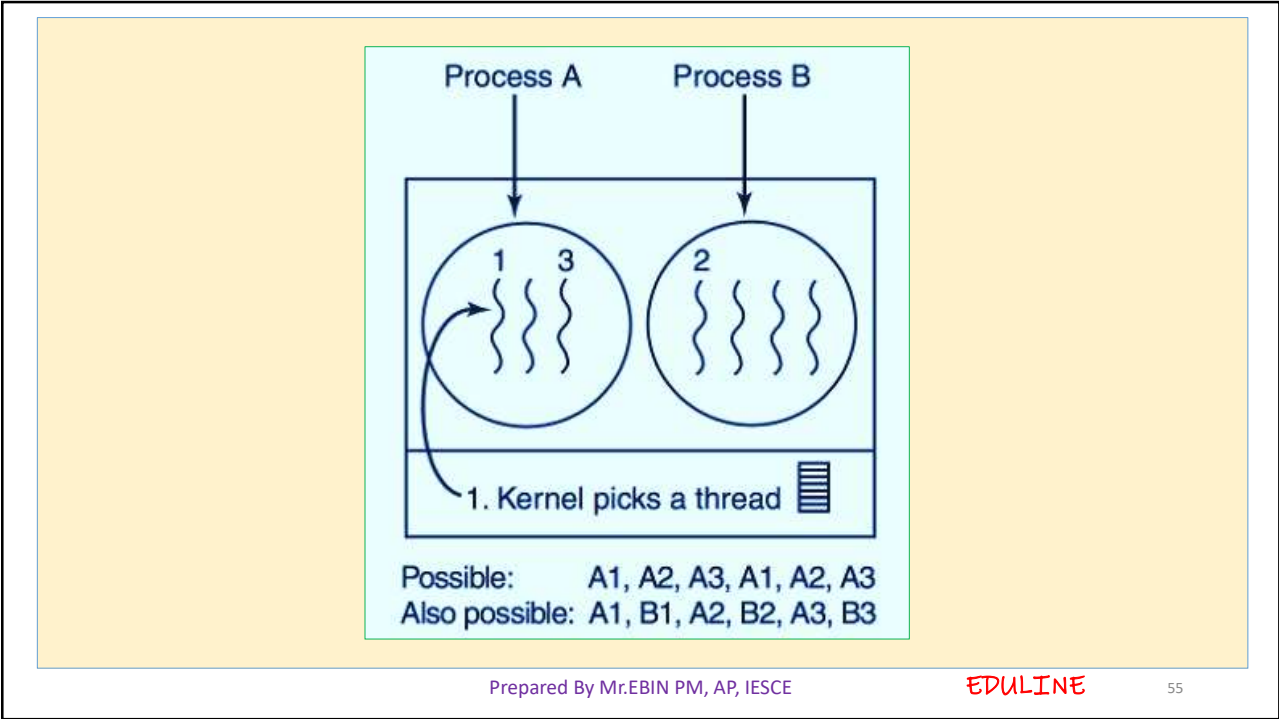 Process A Process B
1 3 2
1. Kernel picks a thread
Possible: A1, A2, A3, A1, A2, A3
Also possible: A1, B1, A2, B2, A3, B3
Prepared By Mr.EBIN PM, AP, IESCE EDULINE 55